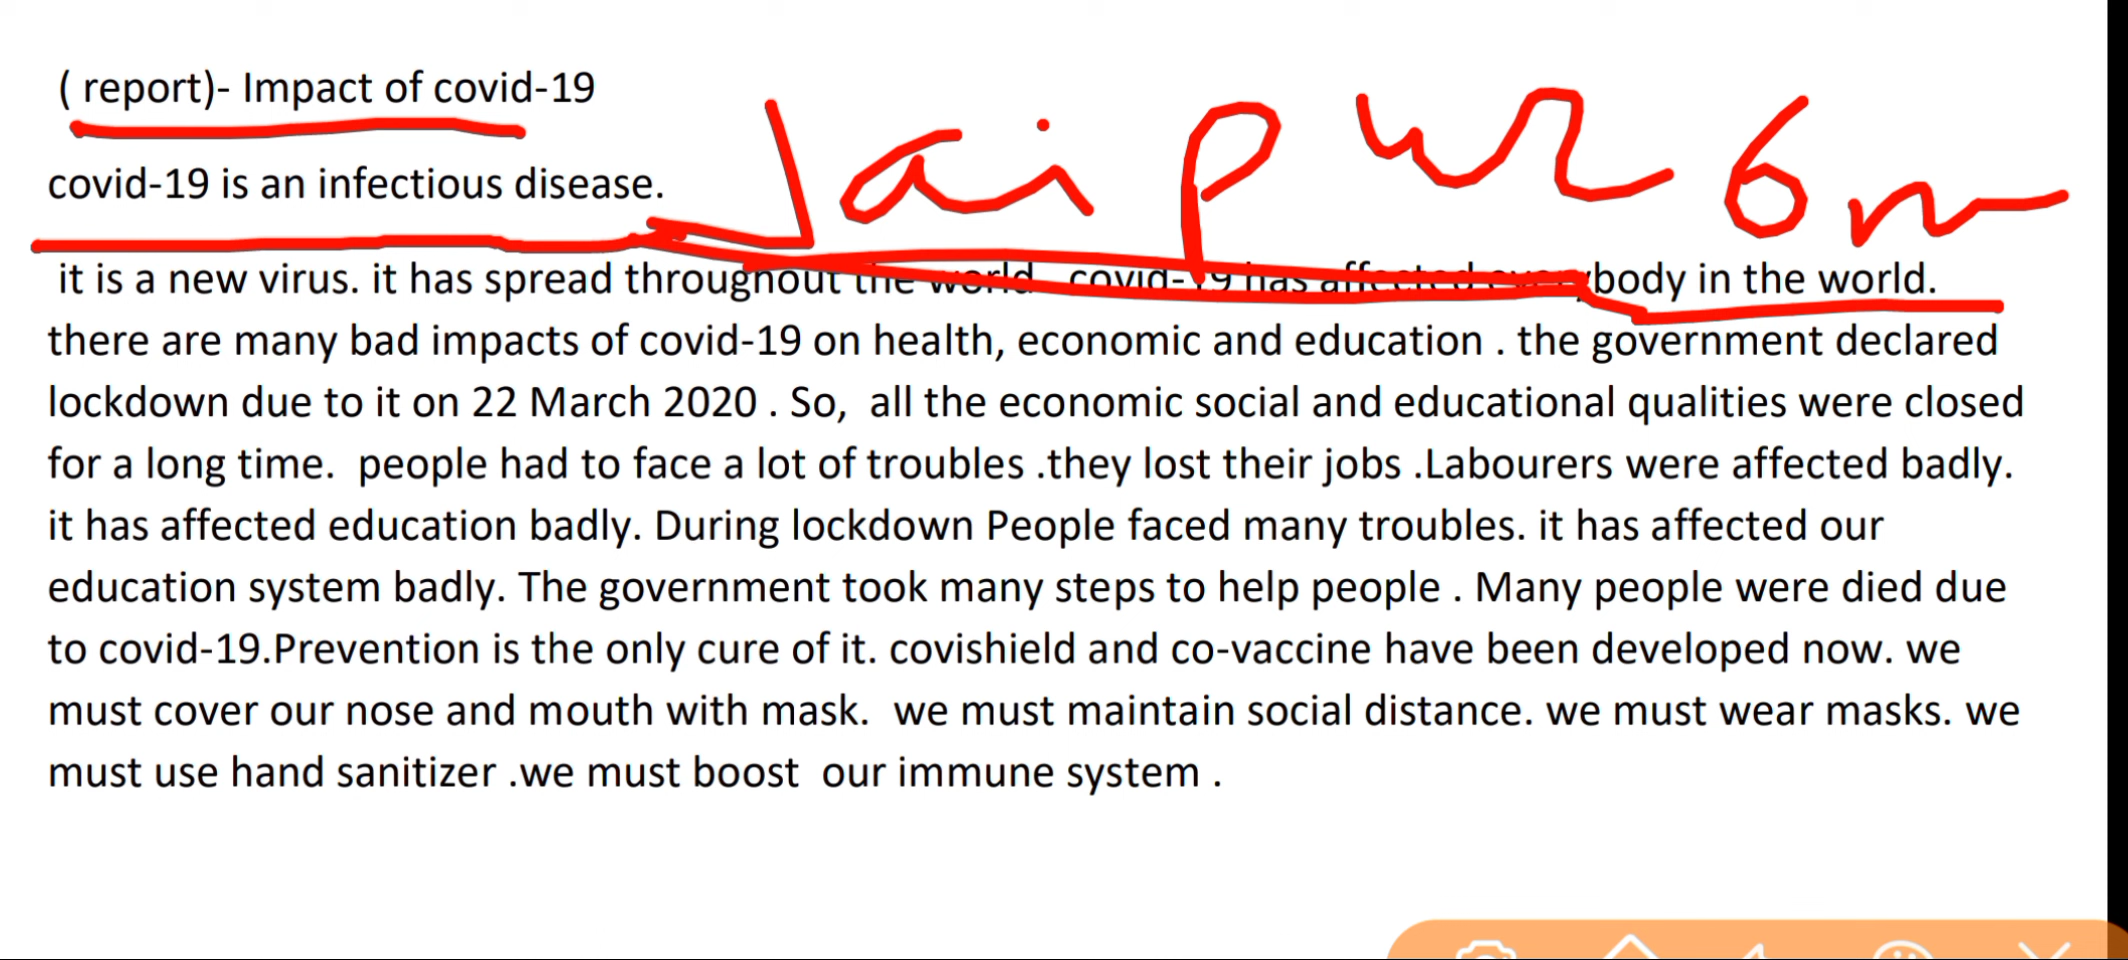 ( report)- Impact of covid-19
Jaipur 6
covid-19 is an infectious disease.
it is a new virus. it has spread throughout the world covid-19 has affected everybody in the world.
there are many bad impacts of covid-19 on health, economic and education . the government declared
lockdown due to it on 22 March 2020 . So, all the economic social and educational qualities were closed
for a long time. people had to face a lot of troubles .they lost their jobs .Labourers were affected badly.
it has affected education badly. During lockdown People faced many troubles. it has affected our
education system badly. The government took many steps to help people . Many people were died due
to covid-19.Prevention is the only cure of it. covishield and co-vaccine have been developed now. we
must cover our nose and mouth with mask. we must maintain social distance. we must wear masks. we
must use hand sanitizer .we must boost our immune system .